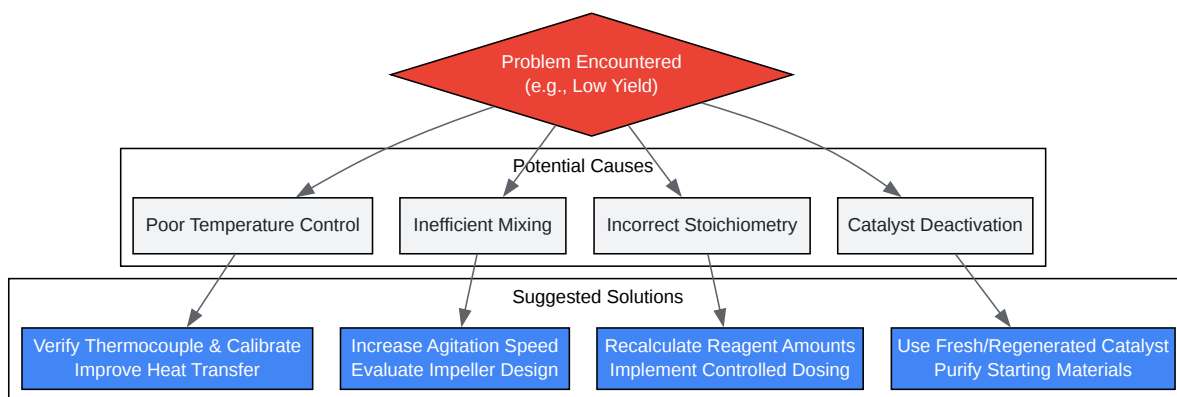 Problem Encountered
(e.g., Low Yield)
Potential Causes
Poor Temperature Control
Inefficient Mixing
Incorrect Stoichiometry
Catalyst Deactivation
Suggested Solutions
Verify Thermocouple & Calibrate
Improve Heat Transfer
Increase Agitation Speed
Evaluate Impeller Design
Recalculate Reagent Amounts
Implement Controlled Dosing
Use Fresh/Regenerated Catalyst
Purify Starting Materials